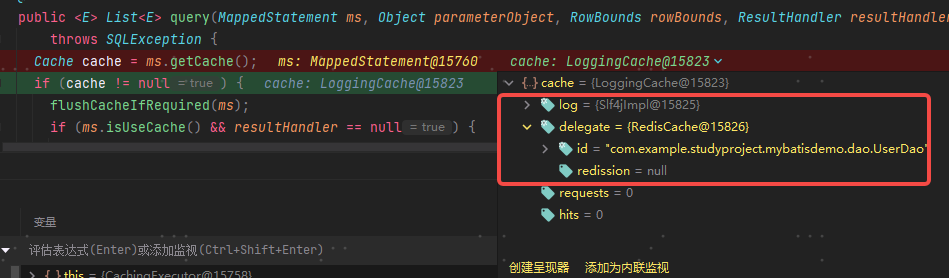 public <E> List<E> query(MappedStatement ms, Object parameterObject, RowBounds rowBounds, ResultHandler resultHandler
throws SQLException {
Cache cache = ms.getCache(); ms: MappedStatement@15760 cache: LoggingCache@15823
if (cache != null = true ) { cache: LoggingCache@15823
flushCacheIfRequired(ms);
if (ms.isUseCache() && resultHandler == null = true ) {
{..} cache = {LoggingCache@15823}
log = {Slf4jImpl@15825}
delegate = {RedisCache@15826}
id = "com.example.studyproject.mybatisdemo.dao.UserDao"
redission = null
requests = 0
hits = 0
变量
评估表达式(Enter)或添加监视(Ctrl+Shift+Enter)
this = {CachingExecutor@15758}
创建呈现器 添加为内联监视